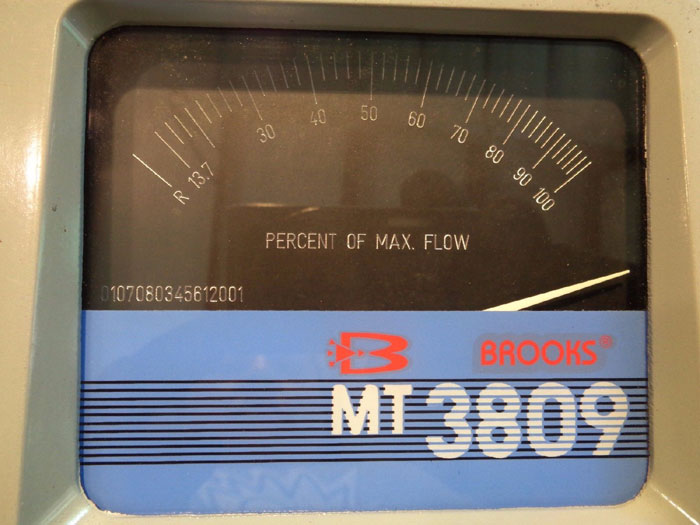 R 13.7 30 40 50 60 70 80 90 100
PERCENT OF MAX. FLOW
0107080345612001
B BROOKS®
MT 3809